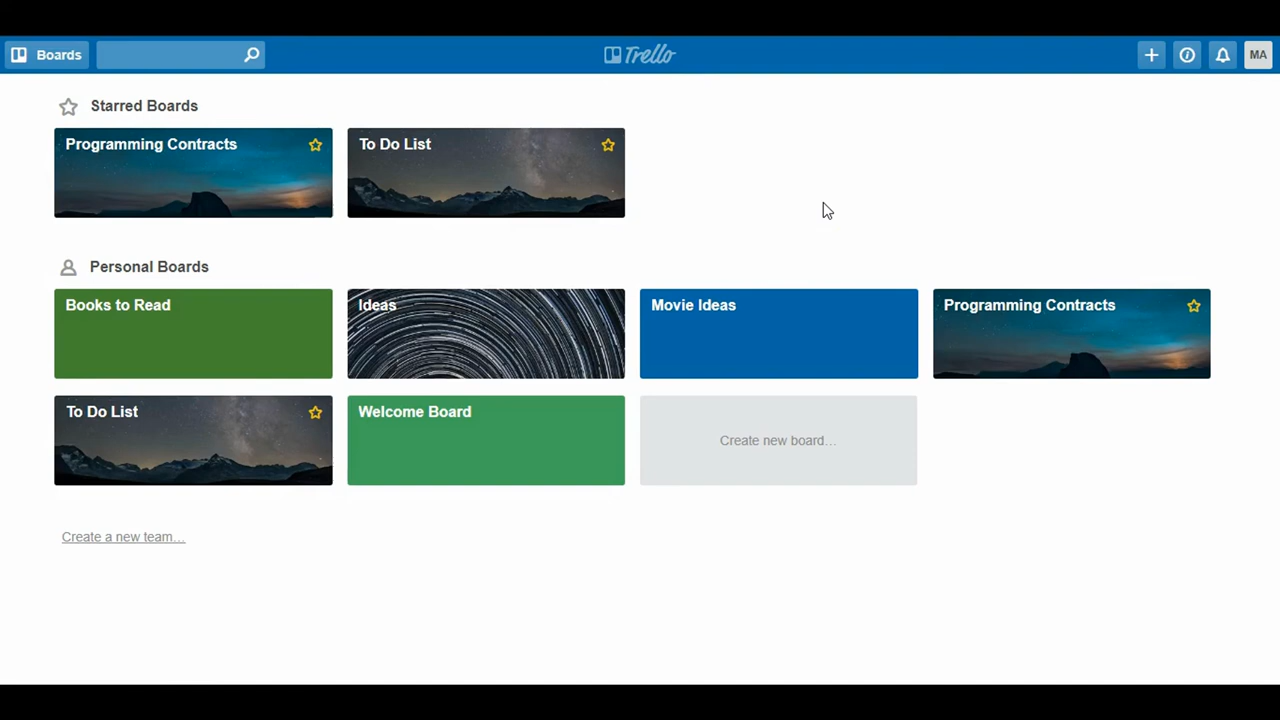 Boards
Trello
MA
Starred Boards
Programming Contracts
To Do List
Personal Boards
Books to Read
Ideas
Movie Ideas
Programming Contracts
To Do List
Welcome Board
Create new board…
Create a new team…